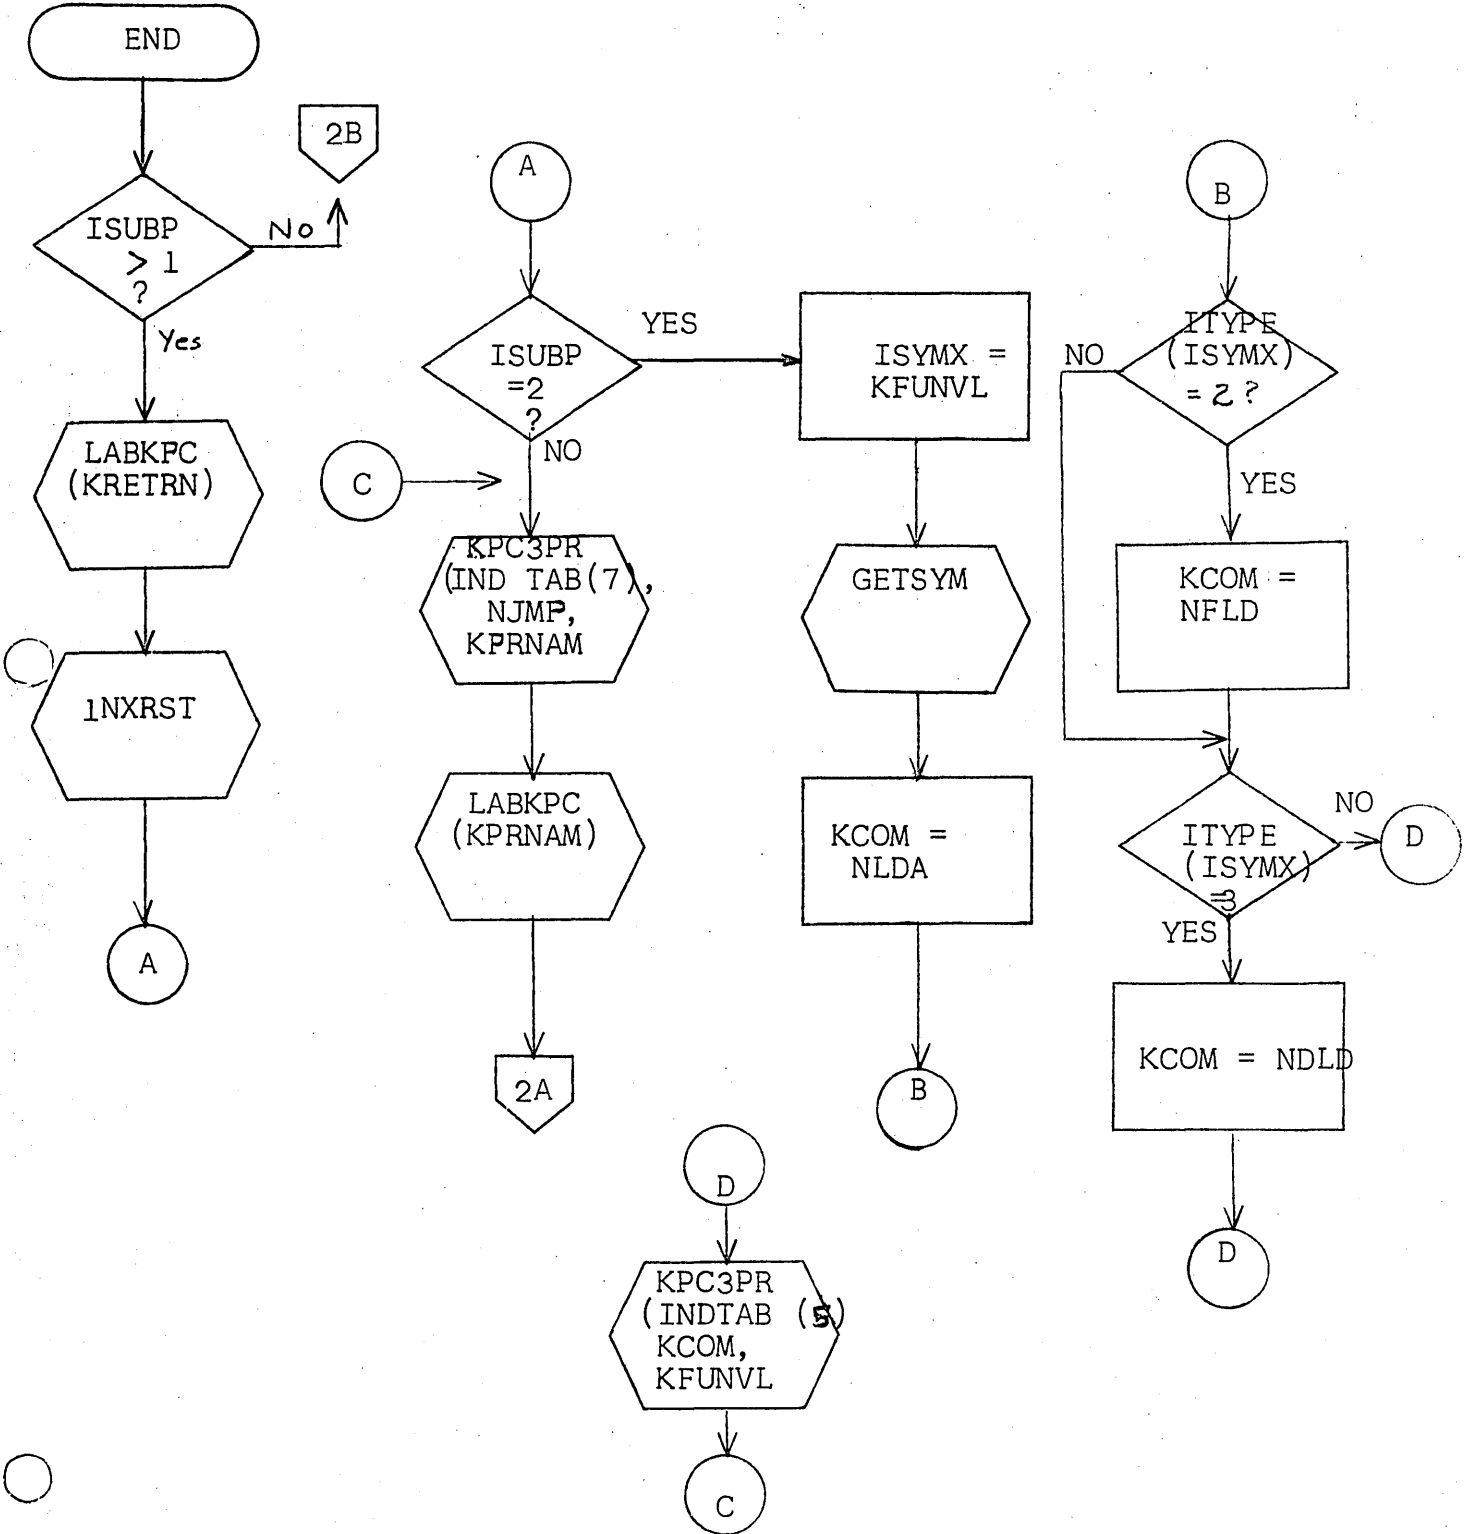 END
2B
ISUBP
> 1
?
No
Yes
LABKPC
(KRETRN)
1NXRST
A
A
ISUBP
=2
?
YES
NO
C
KPC3PR
(IND TAB(7),
NJMP,
KPRNAM
LABKPC
(KPRNAM)
2A
ISYMX =
KFUNVL
GETSYM
KCOM =
NLDA
B
B
ITYPE
(ISYMX)
= 2 ?
NO
YES
KCOM =
NFLD
ITYPE
(ISYMX)
=3
NO
D
YES
KCOM = NDLD
D
D
KPC3PR
(INDTAB (5)
KCOM,
KFUNVL
C